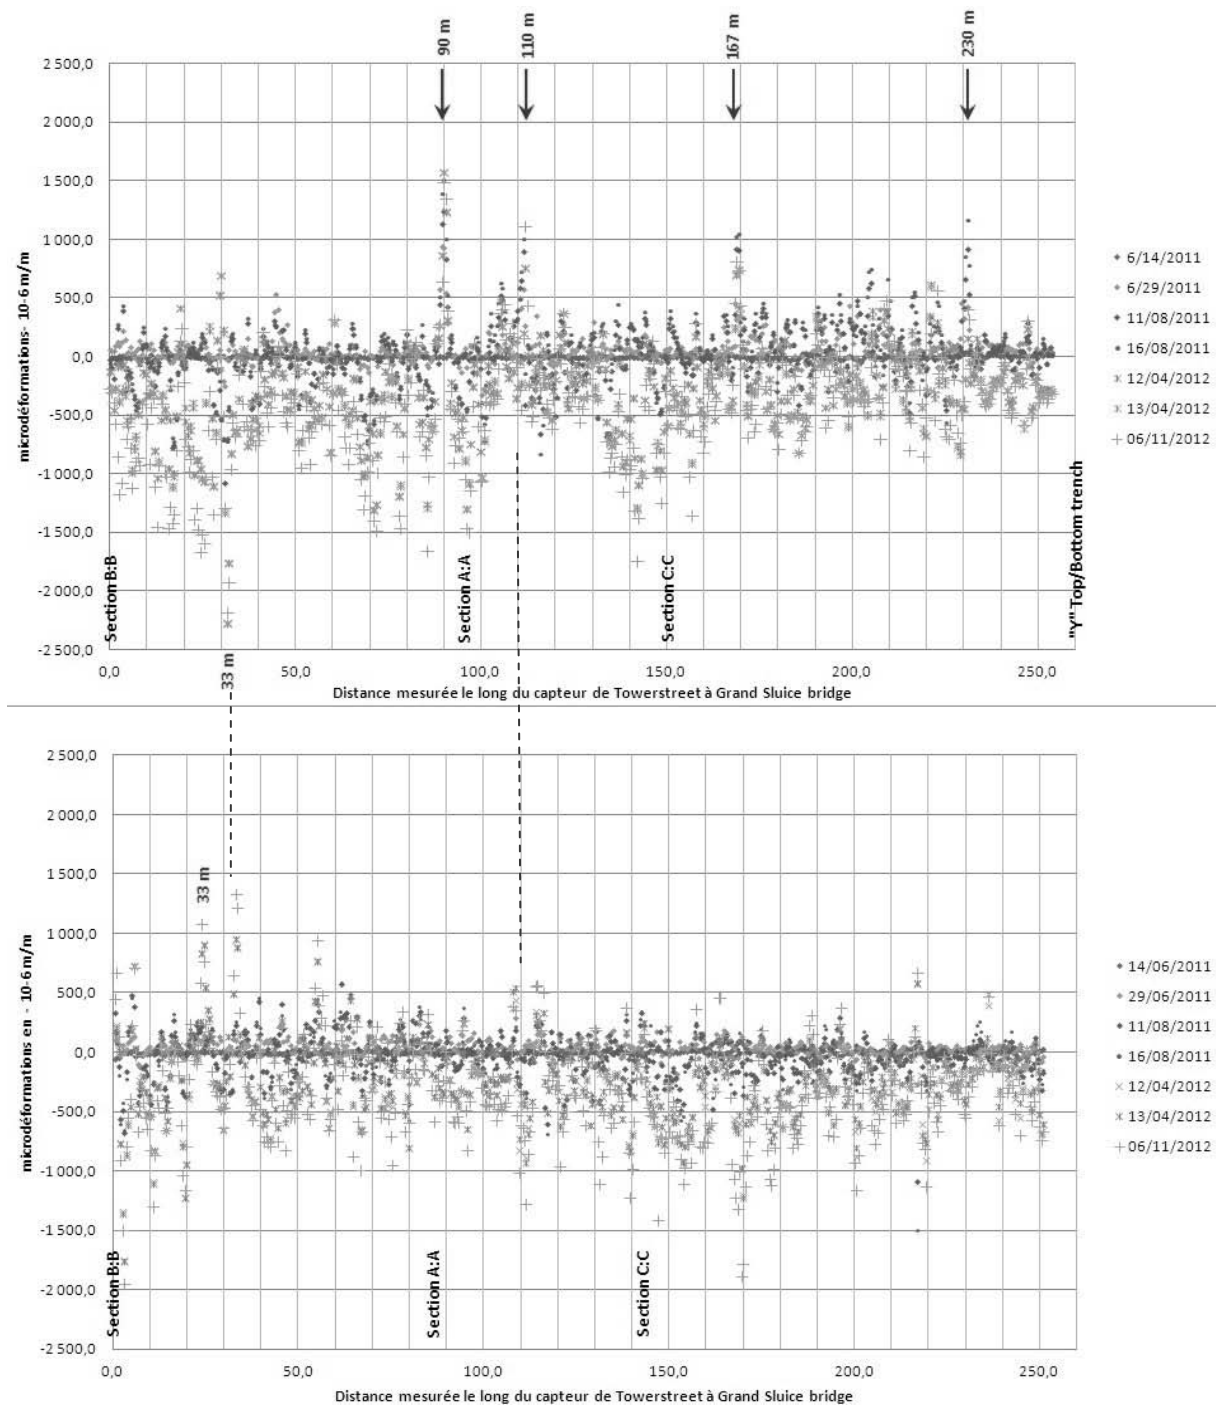 90 m
110 m
167 m
230 m
microdéformations- 10-6 m/m
2 500,0
2 000,0
1 500,0
1 000,0
500,0
0,0
-500,0
-1 000,0
-1 500,0
-2 000,0
-2 500,0
Section B:B
33 m
Section A:A
Section C:C
"Y" Top/Bottom trench
0,0
50,0
100,0
150,0
200,0
250,0
Distance mesurée le long du capteur de Towerstreet à Grand Sluice bridge
6/14/2011
6/29/2011
11/08/2011
16/08/2011
12/04/2012
13/04/2012
06/11/2012
microdéformations en - 10-6 m/m
2 500,0
2 000,0
1 500,0
1 000,0
500,0
0,0
-500,0
-1 000,0
-1 500,0
-2 000,0
-2 500,0
33 m
Section B:B
Section A:A
Section C:C
0,0
50,0
100,0
150,0
200,0
250,0
Distance mesurée le long du capteur de Towerstreet à Grand Sluice bridge
14/06/2011
29/06/2011
11/08/2011
16/08/2011
12/04/2012
13/04/2012
06/11/2012